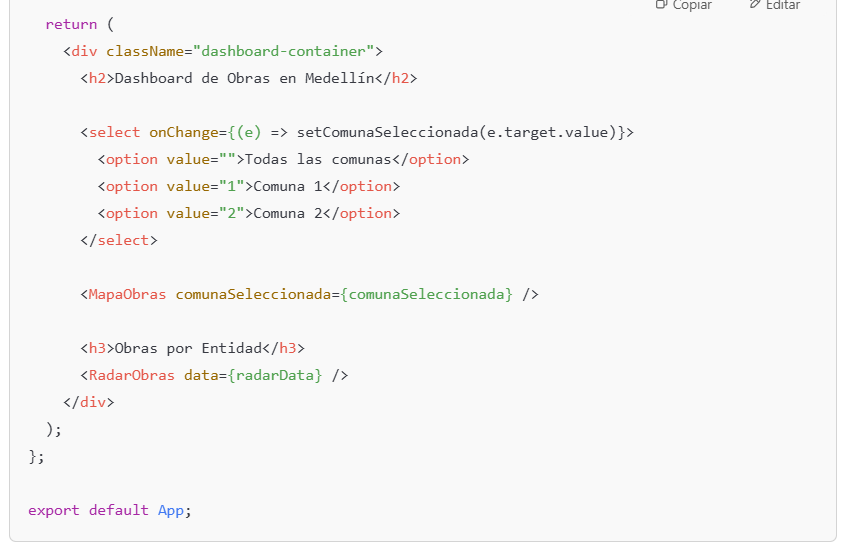 Copiar Editar
return (
<div className="dashboard-container">
<h2>Dashboard de Obras en Medellín</h2>
<select onChange={(e) => setComunaSeleccionada(e.target.value)}>
<option value="">Todas las comunas</option>
<option value="1">Comuna 1</option>
<option value="2">Comuna 2</option>
</select>
<MapaObras comunaSeleccionada={comunaSeleccionada} />
<h3>Obras por Entidad</h3>
<RadarObras data={radarData} />
</div>
);
};
export default App;